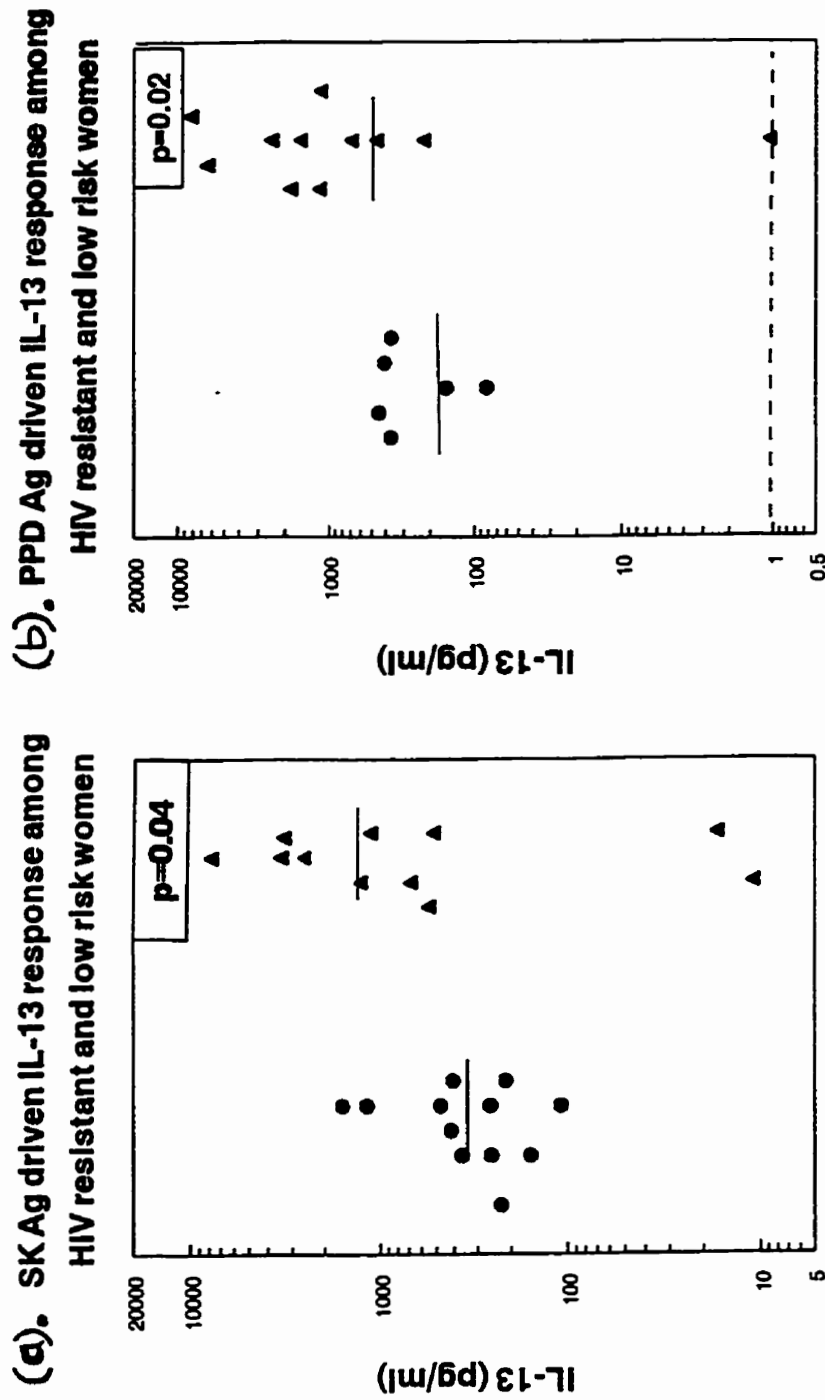 (a). SK Ag driven IL-13 response among
HIV resistant and low risk women
p=0.04
20000
10000
1000
100
10
5
IL-13 (pg/ml)
(b). PPD Ag driven IL-13 response among
HIV resistant and low risk women
p=0.02
20000
10000
1000
100
10
1
0.5
IL-13 (pg/ml)